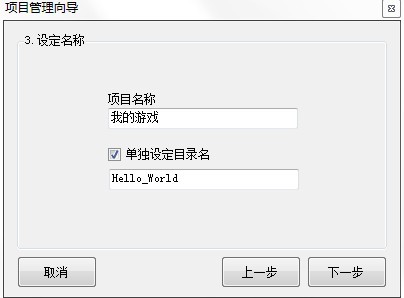 项目管理向导
3. 设定名称
项目名称
我的游戏
单独设定目录名
Hello_World
取消
上一步
下一步